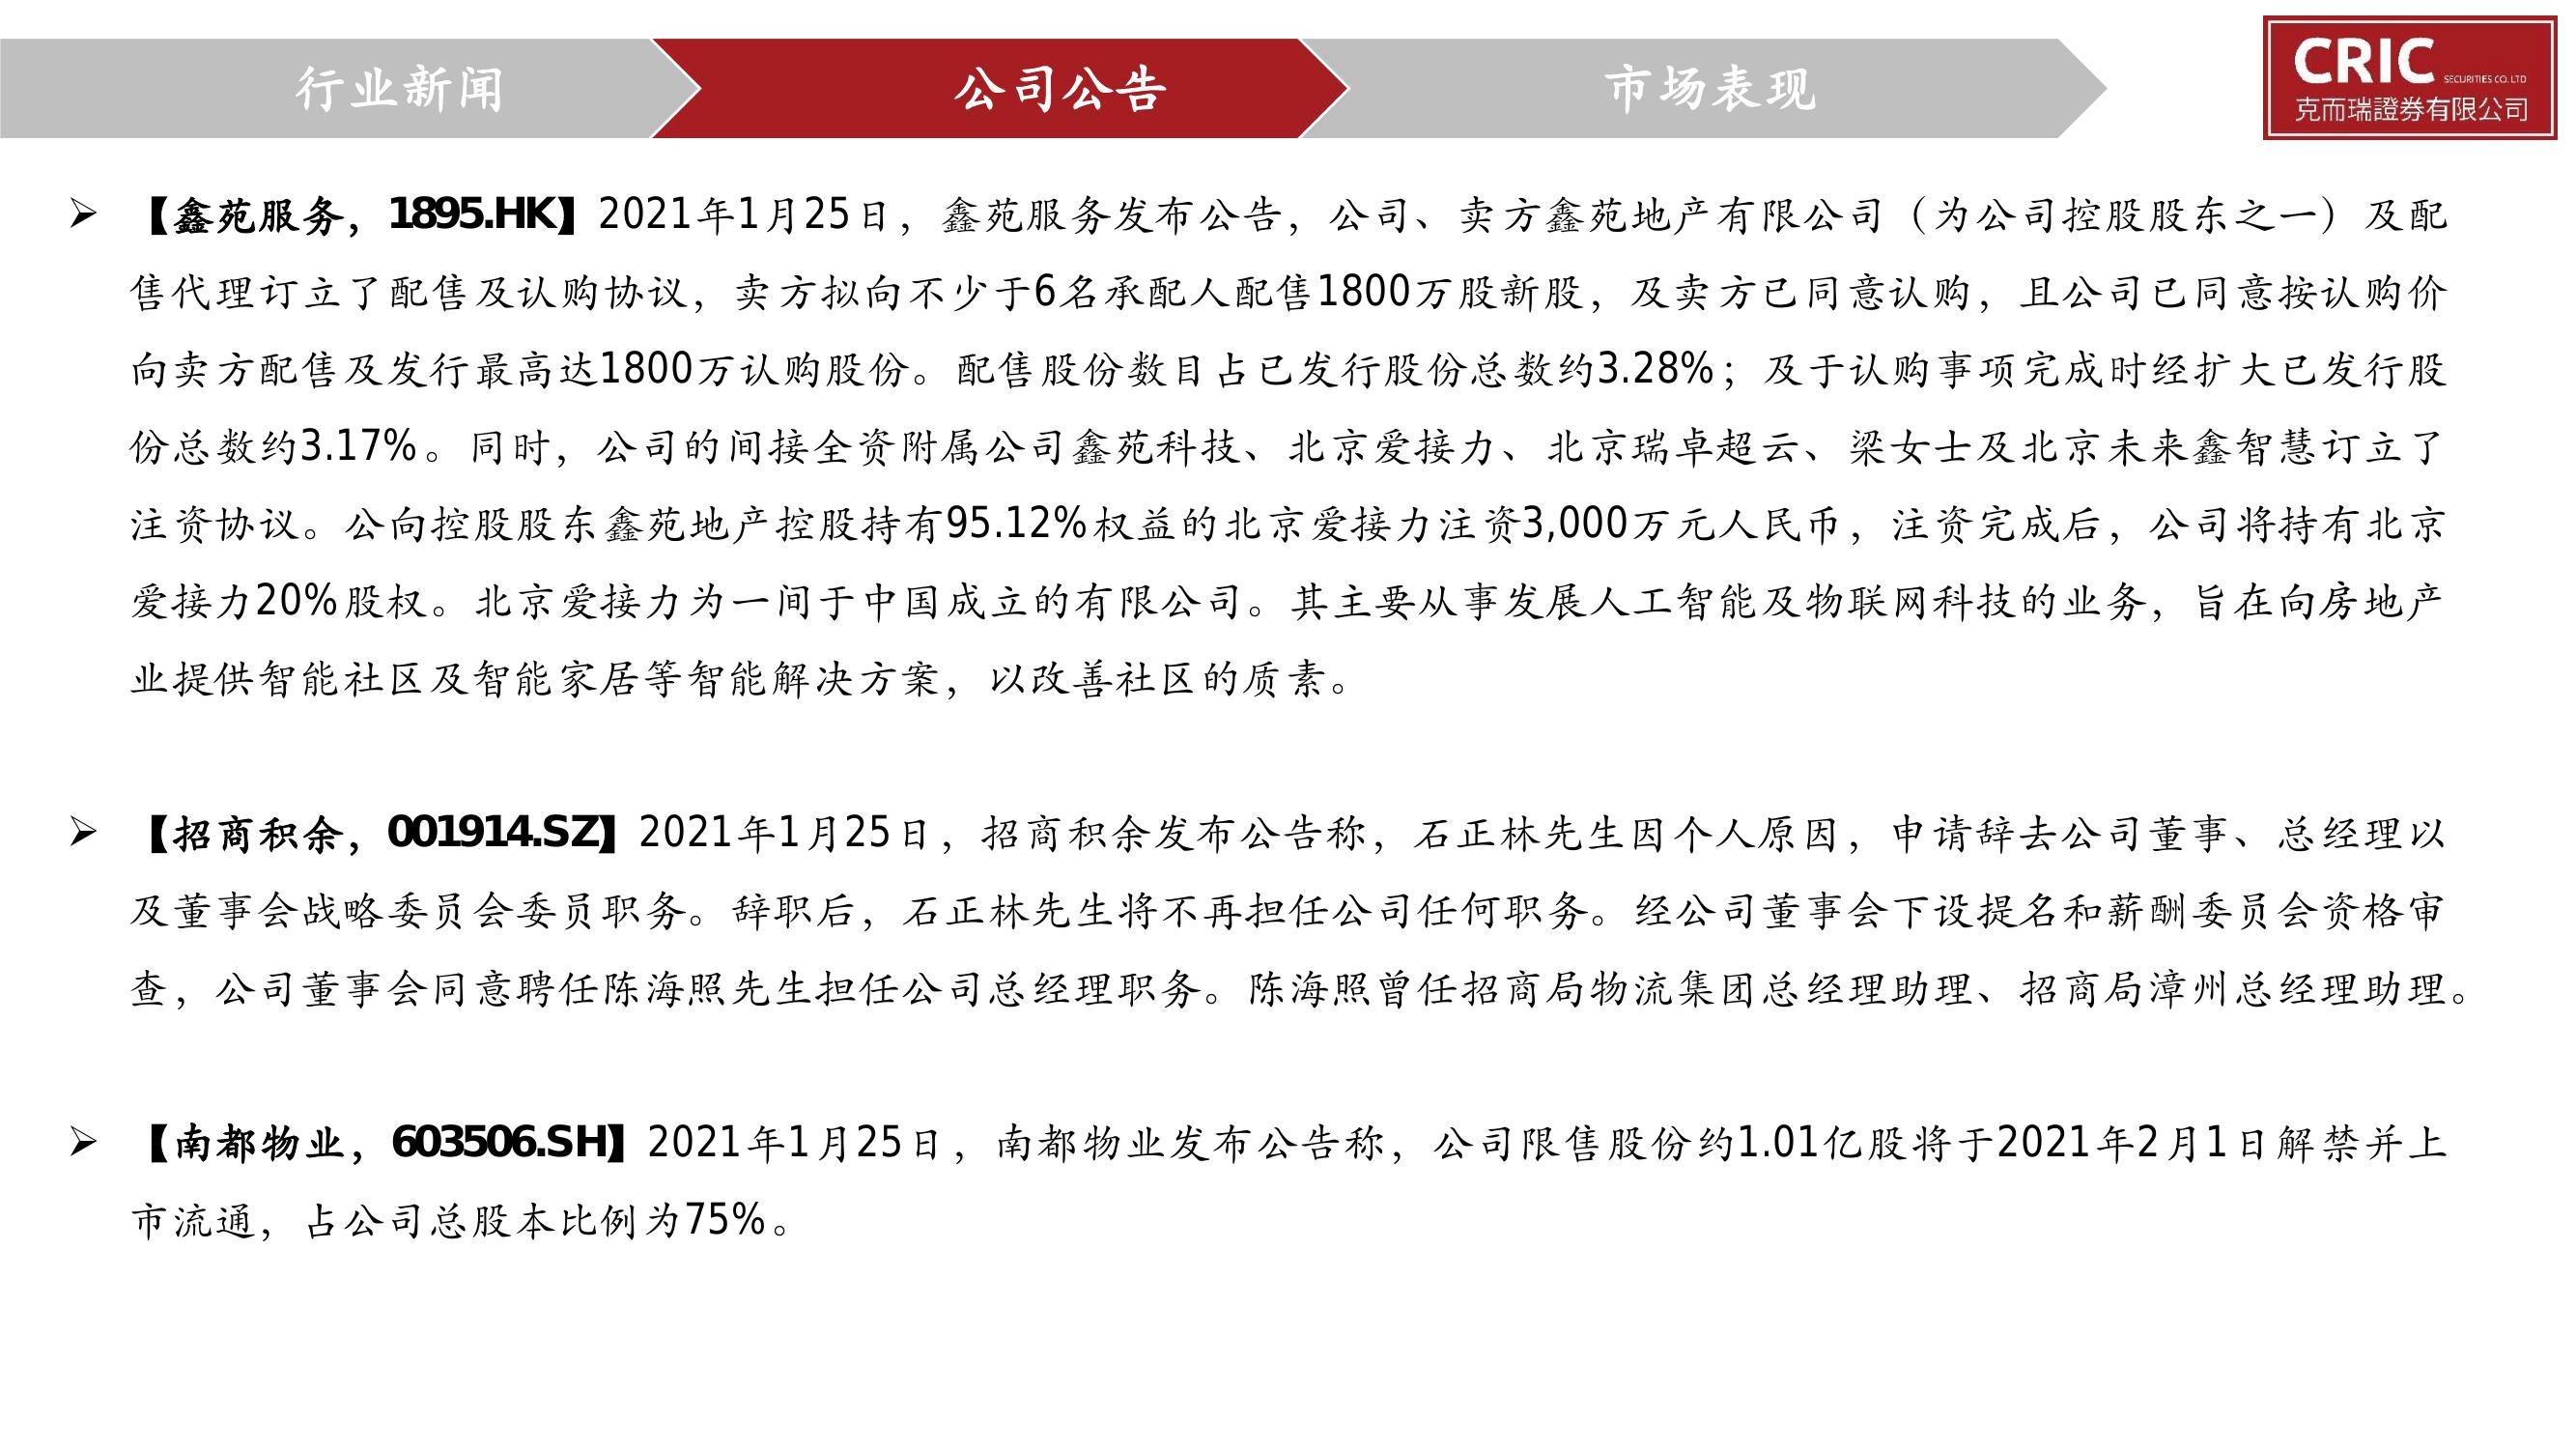 行业新闻
公司公告
市场表现
CRIC SECURITIES CO. LTD
克而瑞證券有限公司
➢ 【鑫苑服务，1895.HK】2021年1月25日，鑫苑服务发布公告，公司、卖方鑫苑地产有限公司（为公司控股股东之一）及配
售代理订立了配售及认购协议，卖方拟向不少于6名承配人配售1800万股新股，及卖方已同意认购，且公司已同意按认购价
向卖方配售及发行最高达1800万认购股份。配售股份数目占已发行股份总数约3.28%；及于认购事项完成时经扩大已发行股
份总数约3.17%。同时，公司的间接全资附属公司鑫苑科技、北京爱接力、北京瑞卓超云、梁女士及北京未来鑫智慧订立了
注资协议。公向控股股东鑫苑地产控股持有95.12%权益的北京爱接力注资3,000万元人民币，注资完成后，公司将持有北京
爱接力20%股权。北京爱接力为一间于中国成立的有限公司。其主要从事发展人工智能及物联网科技的业务，旨在向房地产
业提供智能社区及智能家居等智能解决方案，以改善社区的质素。
➢ 【招商积余，001914.SZ】2021年1月25日，招商积余发布公告称，石正林先生因个人原因，申请辞去公司董事、总经理以
及董事会战略委员会委员职务。辞职后，石正林先生将不再担任公司任何职务。经公司董事会下设提名和薪酬委员会资格审
查，公司董事会同意聘任陈海照先生担任公司总经理职务。陈海照曾任招商局物流集团总经理助理、招商局漳州总经理助理。
➢ 【南都物业，603506.SH】2021年1月25日，南都物业发布公告称，公司限售股份约1.01亿股将于2021年2月1日解禁并上
市流通，占公司总股本比例为75%。